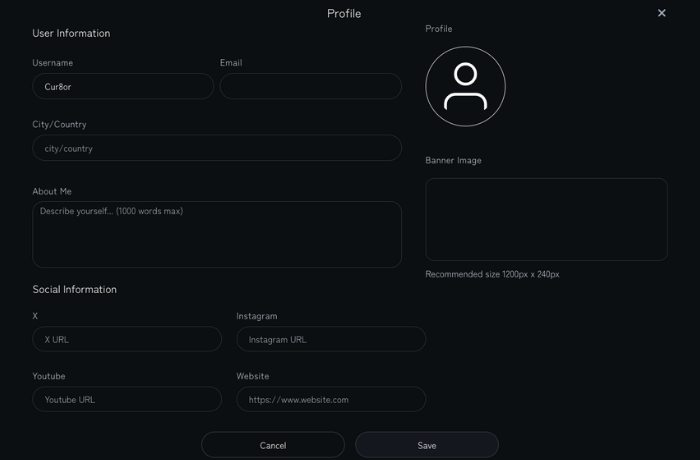 Profile
User Information
Profile
Username
Email
Cur8or
City/Country
city/country
Banner Image
About Me
Describe yourself... (1000 words max)
Recommended size 1200px x 240px
Social Information
X
Instagram
X URL
Instagram URL
Youtube
Website
Youtube URL
https://www.website.com
Cancel
Save